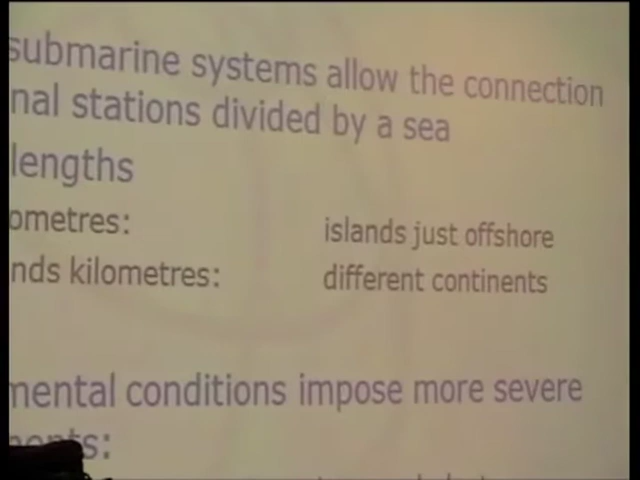 submarine systems allow the connection
nal stations divided by a sea
lengths
ometres: islands just offshore
nds kilometres: different continents
mental conditions impose more severe